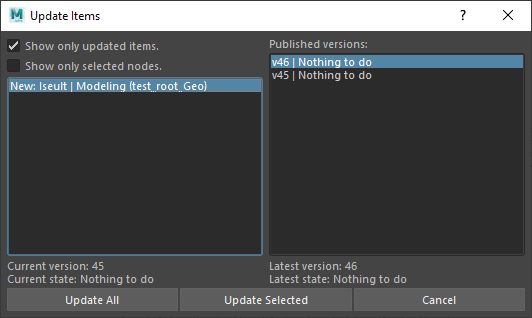 Update Items
Show only updated items.
Show only selected nodes.
New: Iseult | Modeling (test_root_Geo)
Current version: 45
Current state: Nothing to do
Published versions:
v46 | Nothing to do
v45 | Nothing to do
Latest version: 46
Latest state: Nothing to do
Update All
Update Selected
Cancel